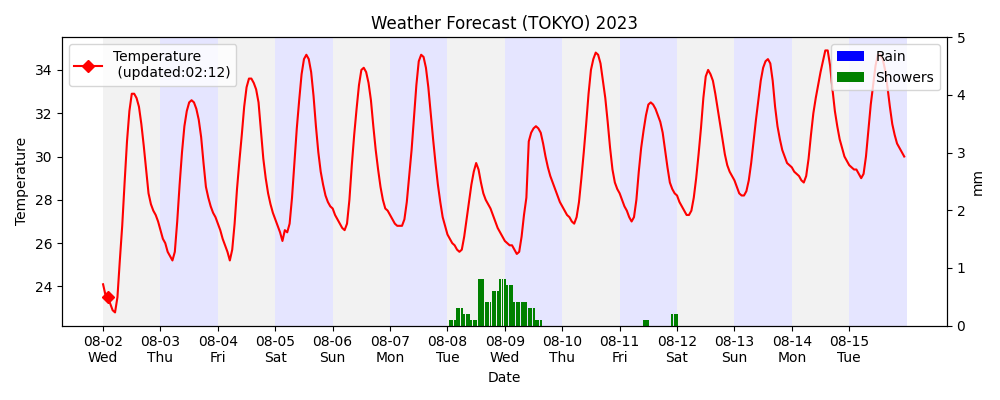 Weather Forecast (TOKYO) 2023
Temperature
(updated:02:12)
Rain
Showers
Temperature
34
32
30
28
26
24
5
4
3
2
1
0
mm
08-02 08-03 08-04 08-05 08-06 08-07 08-08 08-09 08-10 08-11 08-12 08-13 08-14 08-15
Wed Thu Fri Sat Sun Mon Tue Wed Thu Fri Sat Sun Mon Tue
Date